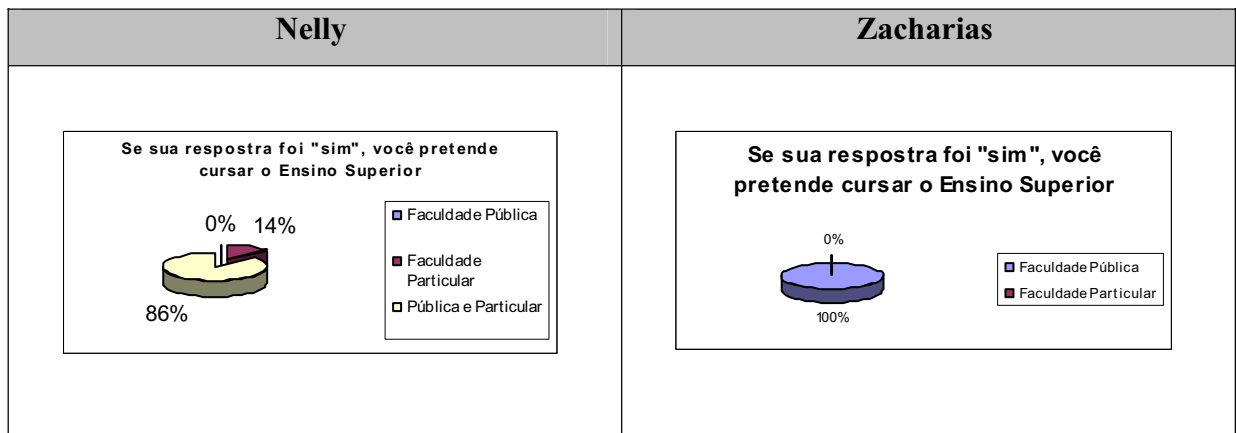 Nelly
Zacharias
Se sua respostra foi "sim", você pretende
cursar o Ensino Superior
0%
14%
86%
Faculdade Pública
Faculdade
Particular
Pública e Particular
Se sua respostra foi "sim", você
pretende cursar o Ensino Superior
0%
100%
Faculdade Pública
Faculdade Particular